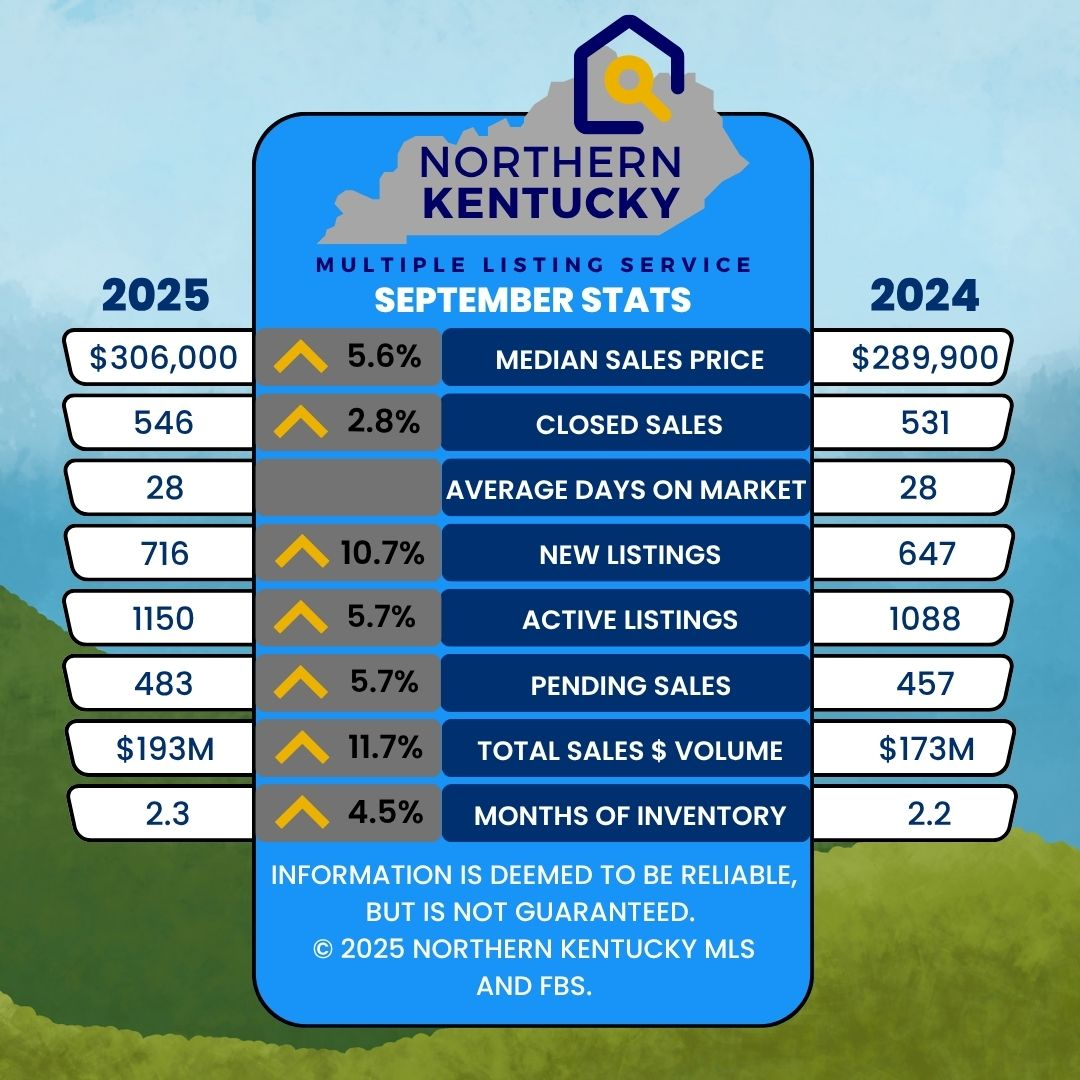 NORTHERN
KENTUCKY
MULTIPLE LISTING SERVICE
2025 SEPTEMBER STATS 2024
$306,000 5.6% MEDIAN SALES PRICE $289,900
546 2.8% CLOSED SALES 531
28 AVERAGE DAYS ON MARKET 28
716 10.7% NEW LISTINGS 647
1150 5.7% ACTIVE LISTINGS 1088
483 5.7% PENDING SALES 457
$193M 11.7% TOTAL SALES $ VOLUME $173M
2.3 4.5% MONTHS OF INVENTORY 2.2
INFORMATION IS DEEMED TO BE RELIABLE,
BUT IS NOT GUARANTEED.
© 2025 NORTHERN KENTUCKY MLS
AND FBS.